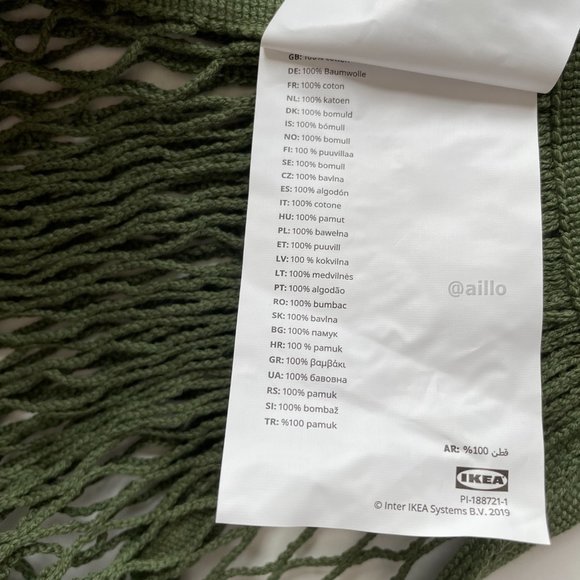 GB: 100% cotton
DE: 100% Baumwolle
FR: 100% coton
NL: 100% katoen
DK: 100% bomuld
IS: 100% bómull
NO: 100% bomull
FI: 100 % puuvillaa
SE: 100% bomull
CZ: 100% bavlna
ES: 100% algodón
IT: 100% cotone
HU: 100% pamut
PL: 100% bawełna
ET: 100% puuvill
LV: 100 % kokvilna
LT: 100% medvilnės
PT: 100% algodão
RO: 100% bumbac
SK: 100% bavlna
BG: 100% памук
HR: 100 % pamuk
GR: 100% βαμβάκι
UA: 100% бавовна
RS: 100% pamuk
SI: 100% bombaž
TR: %100 pamuk
@aillo
AR: %100 قطن
IKEA
PI-188721-1
© Inter IKEA Systems B.V. 2019